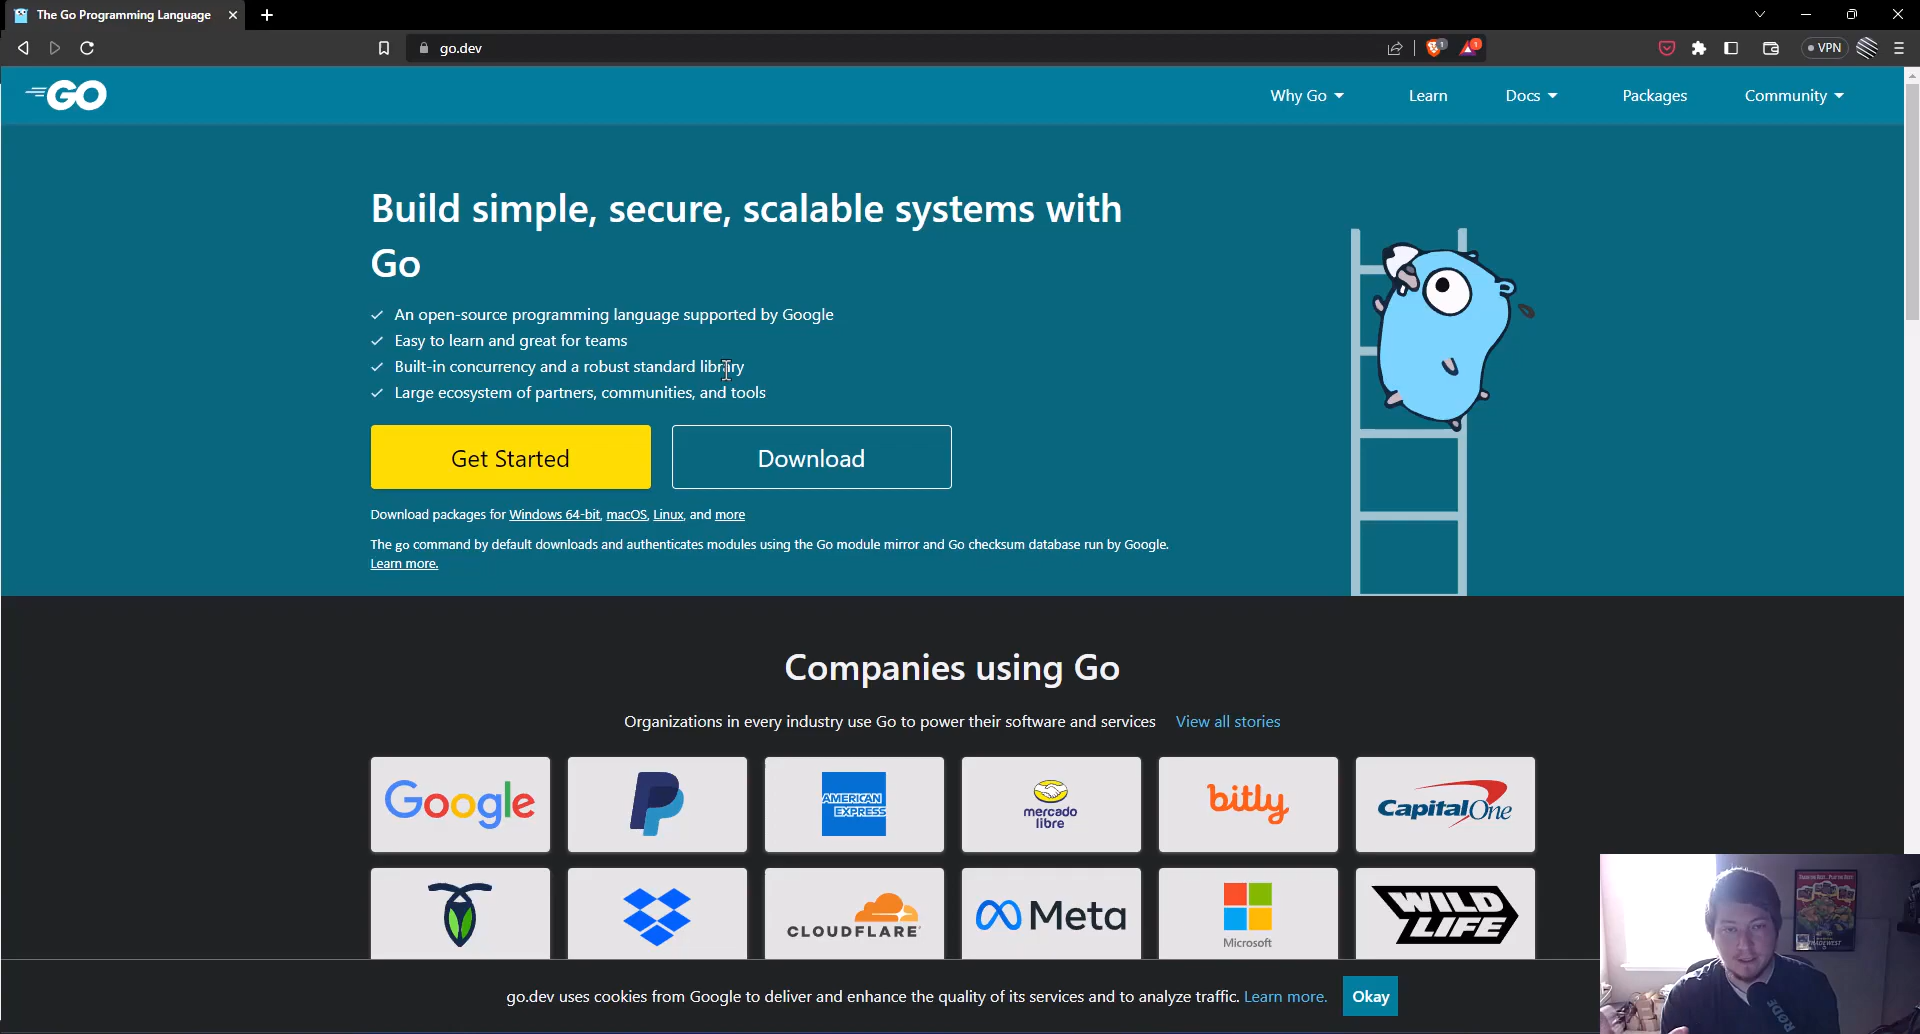 The Go Programming Language
go.dev
1
1
VPN
GO
Why Go
Learn
Docs
Packages
Community
Build simple, secure, scalable systems with
Go
An open-source programming language supported by Google
Easy to learn and great for teams
Built-in concurrency and a robust standard library
Large ecosystem of partners, communities, and tools
Get Started
Download
Download packages for Windows 64-bit, macOS, Linux, and more
The go command by default downloads and authenticates modules using the Go module mirror and Go checksum database run by Google.
Learn more.
Companies using Go
Organizations in every industry use Go to power their software and services View all stories
Google
AMERICAN
EXPRESS
mercado
libre
bitly
Capital One
CLOUDFLARE
Meta
Microsoft
WILD
LIFE
go.dev uses cookies from Google to deliver and enhance the quality of its services and to analyze traffic. Learn more.
Okay
RØDE